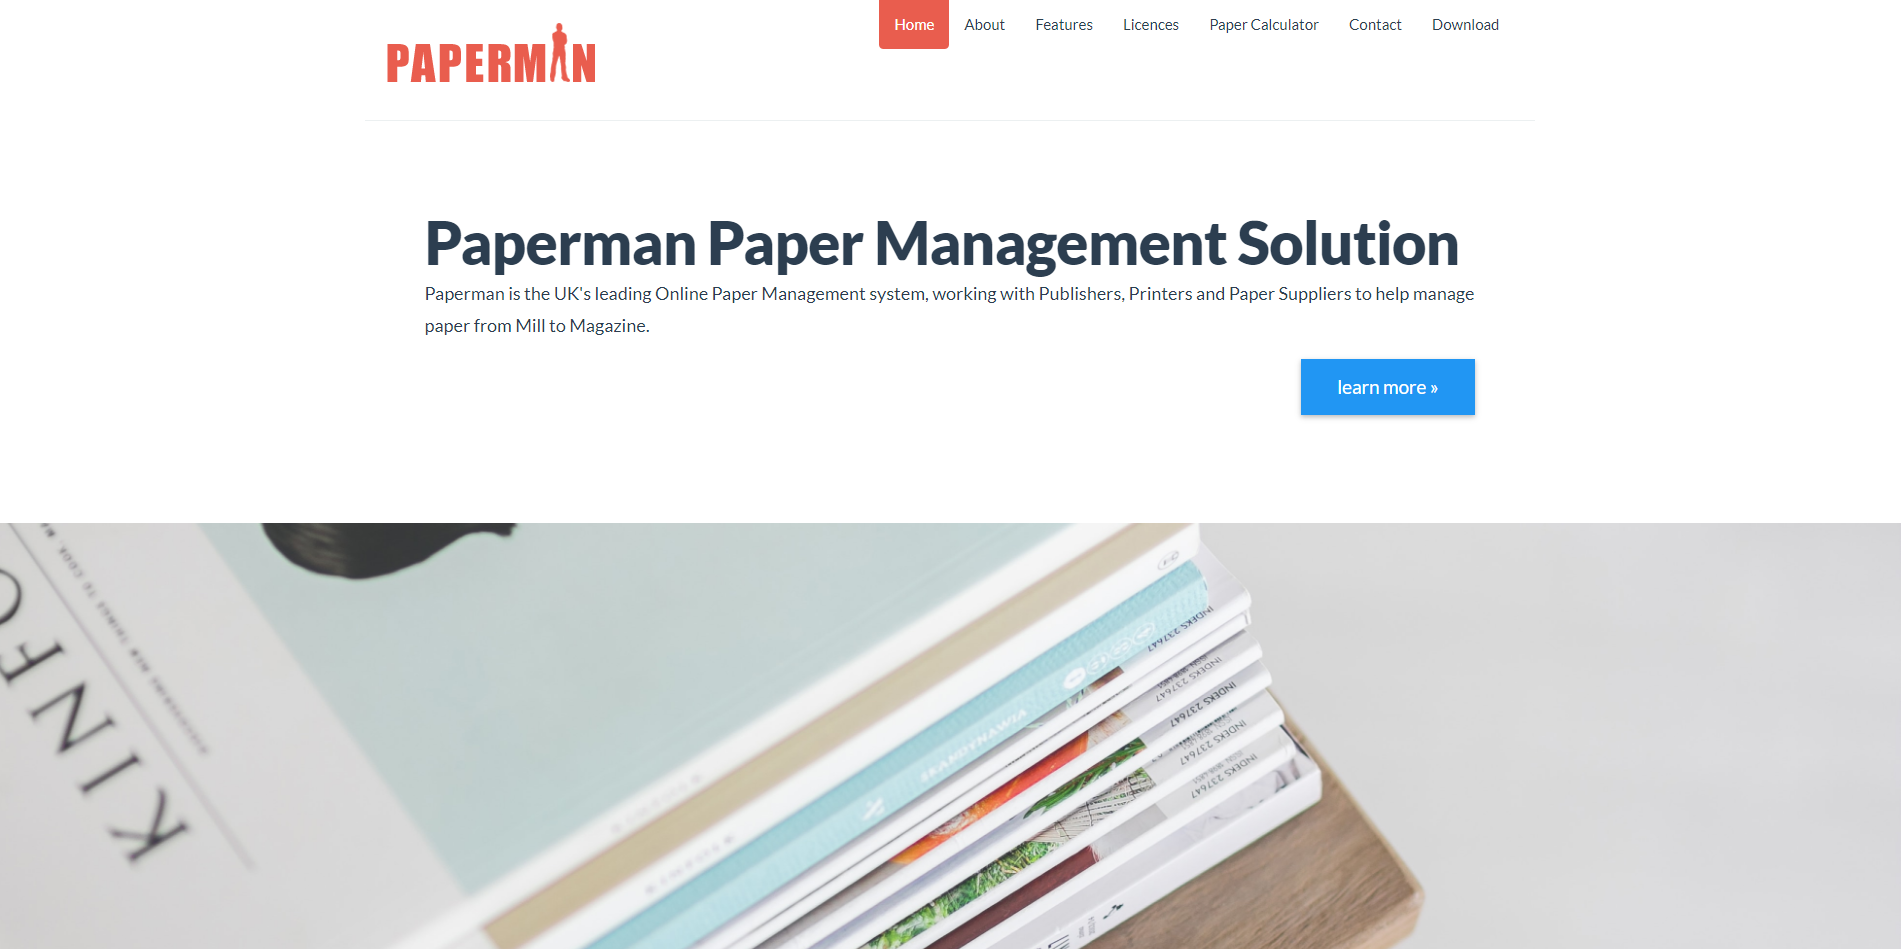 PAPERMAN
Home
About
Features
Licences
Paper Calculator
Contact
Download
Paperman Paper Management Solution
Paperman is the UK's leading Online Paper Management system, working with Publishers, Printers and Paper Suppliers to help manage
paper from Mill to Magazine.
learn more »
KINFO
SKANDYNAWIA
INDEKS 237647
INDEKS 237647
INDEKS 237647
INDEKS 237647
INDEKS 237647